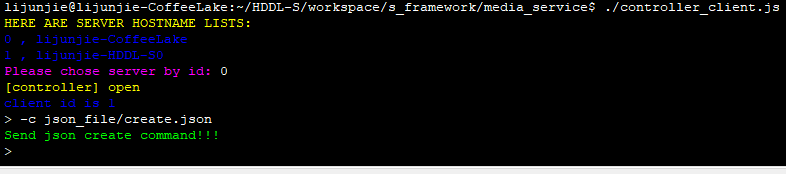 lijunjie@lijunjie-CoffeeLake:~/HDDL-S/workspace/s_framework/media_service$ ./controller_client.js
HERE ARE SERVER HOSTNAME LISTS:
0 , lijunjie-CoffeeLake
1 , lijunjie-HDDL-S0
Please chose server by id: 0
[controller] open
client id is 1
> -c json_file/create.json
Send json create command!!!
>